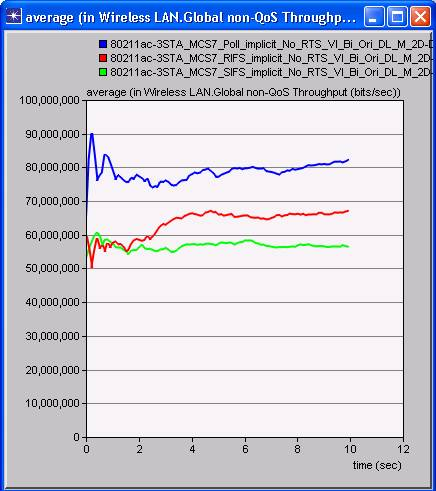 average (in Wireless LAN.Global non-QoS Throughp...
80211ac-3STA_MCS7_Poll_implicit_No_RTS_VI_Bi_Ori_DL_M_2D-D
80211ac-3STA_MCS7_RIFS_implicit_No_RTS_VI_Bi_Ori_DL_M_2D-
80211ac-3STA_MCS7_SIFS_implicit_No_RTS_VI_Bi_Ori_DL_M_2D-
average (in Wireless LAN.Global non-QoS Throughput (bits/sec))
100,000,000
90,000,000
80,000,000
70,000,000
60,000,000
50,000,000
40,000,000
30,000,000
20,000,000
10,000,000
0
0 2 4 6 8 10 12
time (sec)